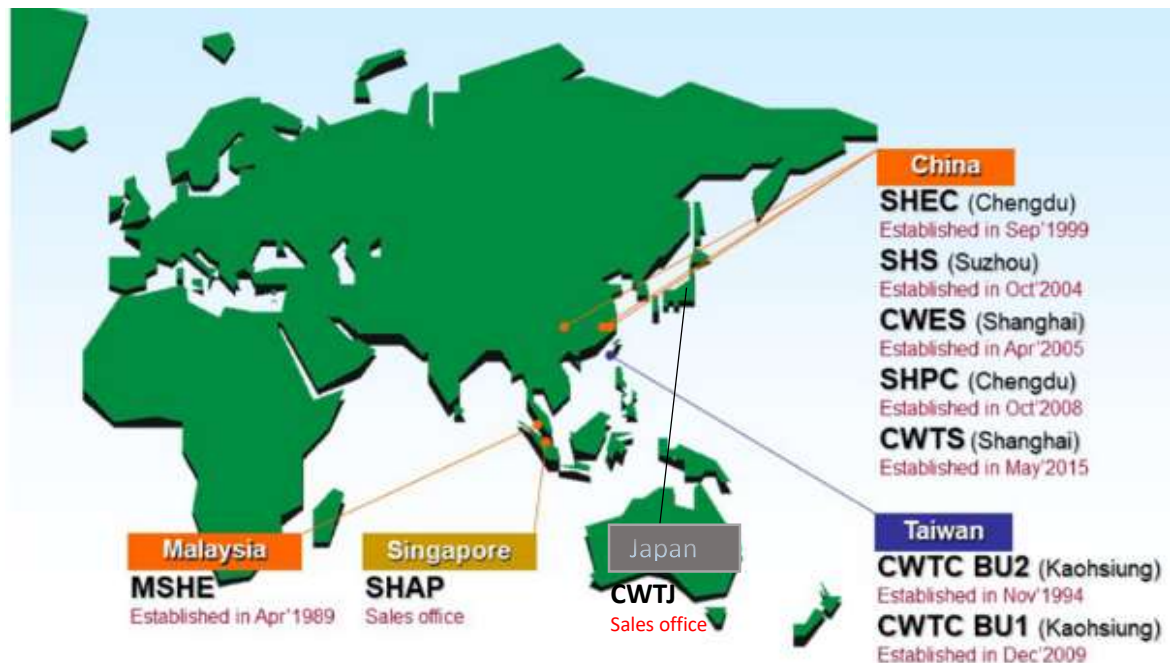 China
SHEC (Chengdu)
Established in Sep'1999
SHS (Suzhou)
Established in Oct'2004
CWES (Shanghai)
Established in Apr'2005
SHPC (Chengdu)
Established in Oct'2008
CWTS (Shanghai)
Established in May'2015
Malaysia
MSHE
Established in Apr'1989
Singapore
SHAP
Sales office
Japan
CWTJ
Sales office
Taiwan
CWTC BU2 (Kaohsiung)
Established in Nov'1994
CWTC BU1 (Kaohsiung)
Established in Dec'2009